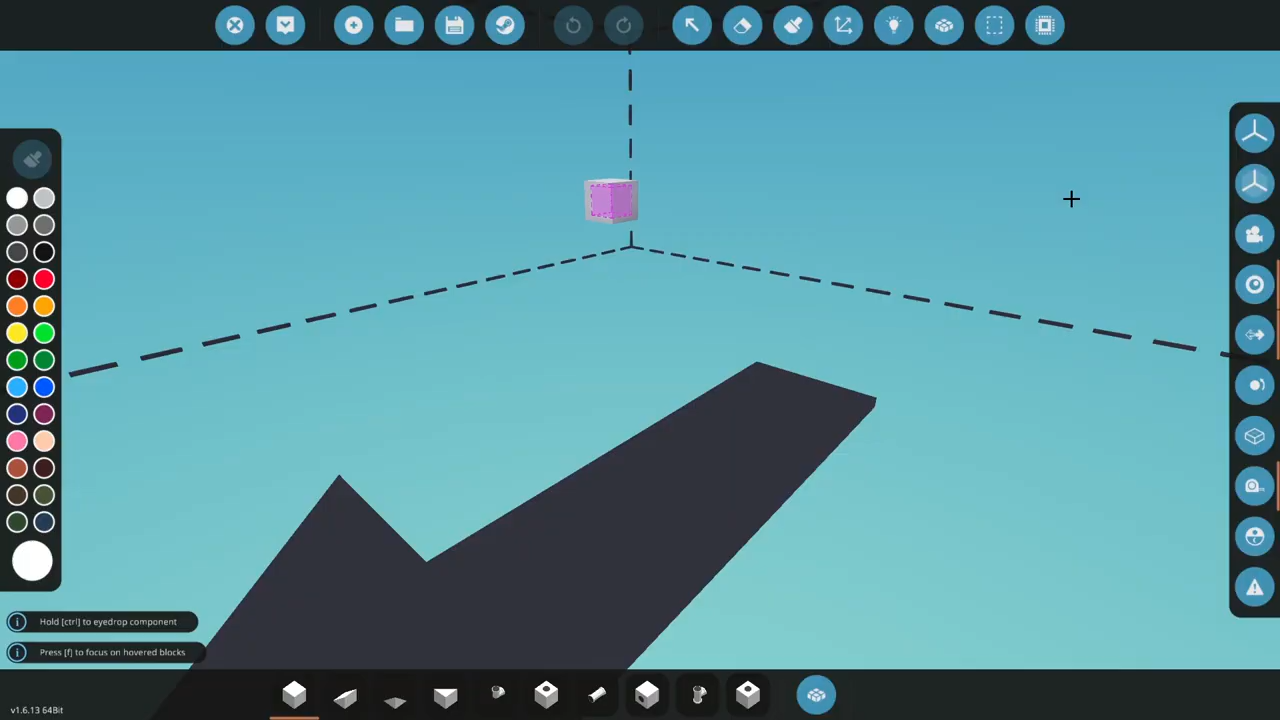 Hold [ctrl] to eyedrop component
Press [f] to focus on hovered blocks
v1.6.13 64Bit